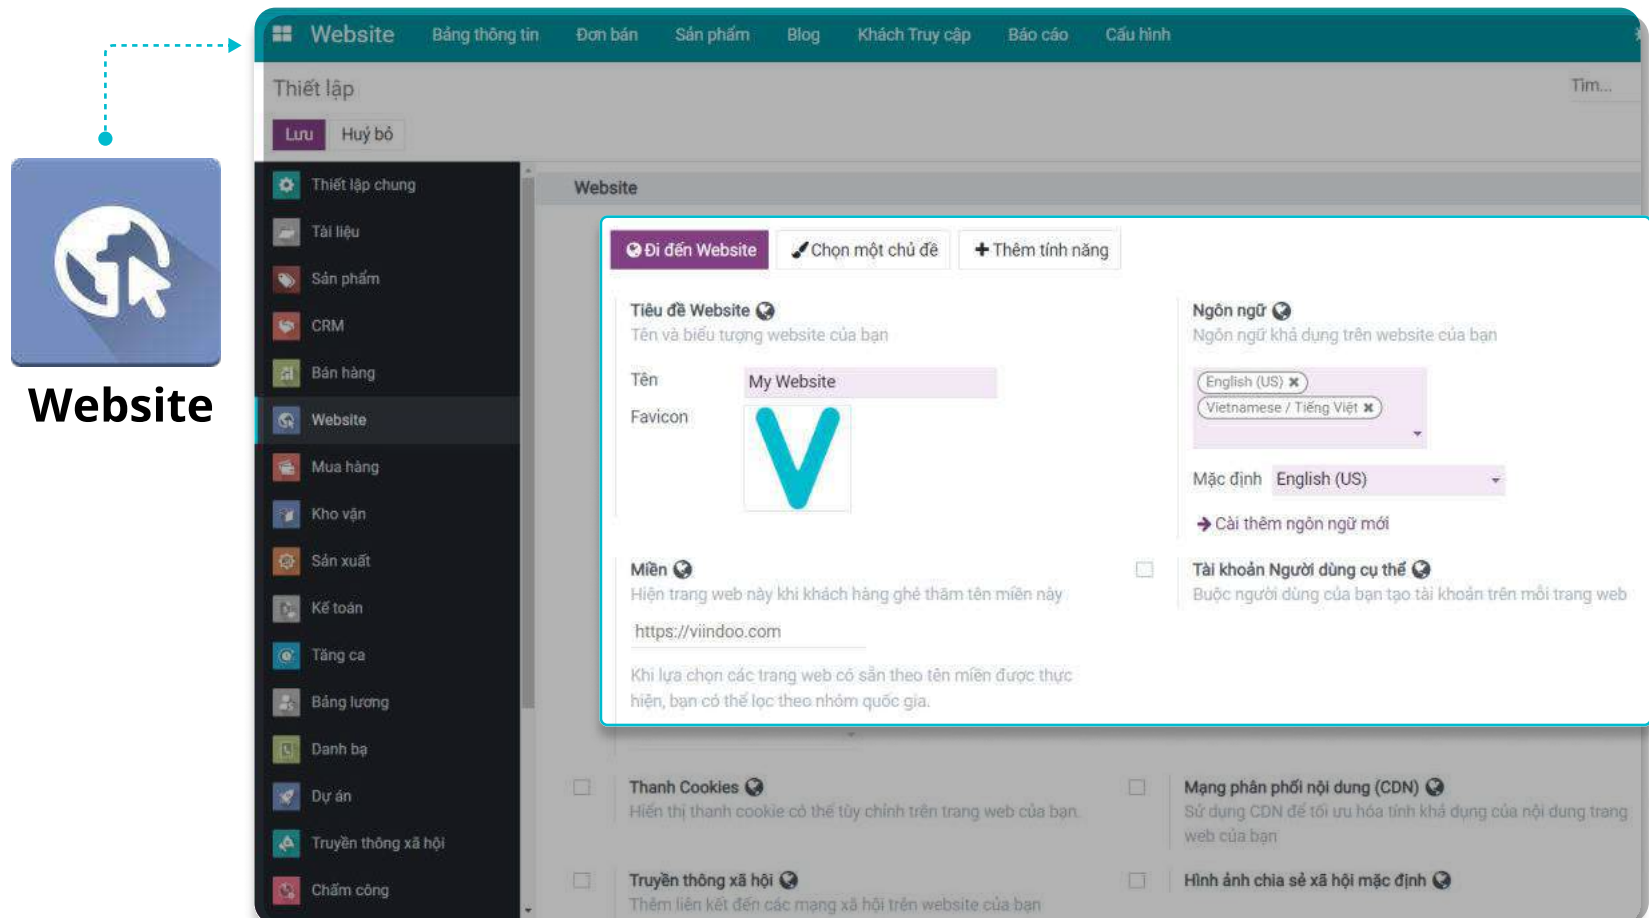 Website
Website Bảng thông tin Đơn bán Sản phẩm Blog Khách Truy cập Báo cáo Cấu hình
Thiết lập
Tìm...
Lưu Huỷ bỏ
Thiết lập chung
Tài liệu
Sản phẩm
CRM
Bán hàng
Website
Mua hàng
Kho vận
Sản xuất
Kế toán
Tăng ca
Bảng lương
Danh bạ
Dự án
Truyền thông xã hội
Chấm công
Website
Đi đến Website Chọn một chủ đề Thêm tính năng
Tiêu đề Website
Tên và biểu tượng website của bạn
Tên My Website
Favicon
Ngôn ngữ
Ngôn ngữ khả dụng trên website của bạn
English (US)
Vietnamese / Tiếng Việt
Mặc định English (US)
Cài thêm ngôn ngữ mới
Miền
Hiện trang web này khi khách hàng ghé thăm tên miền này
https://viindoo.com
Khi lựa chọn các trang web có sẵn theo tên miền được thực
hiện, bạn có thể lọc theo nhóm quốc gia.
Tài khoản Người dùng cụ thể
Buộc người dùng của bạn tạo tài khoản trên mỗi trang web
Thanh Cookies
Hiển thị thanh cookie có thể tùy chỉnh trên trang web của bạn.
Mạng phân phối nội dung (CDN)
Sử dụng CDN để tối ưu hóa tính khả dụng của nội dung trang
web của bạn
Truyền thông xã hội
Thêm liên kết đến các mạng xã hội trên website của bạn
Hình ảnh chia sẻ xã hội mặc định